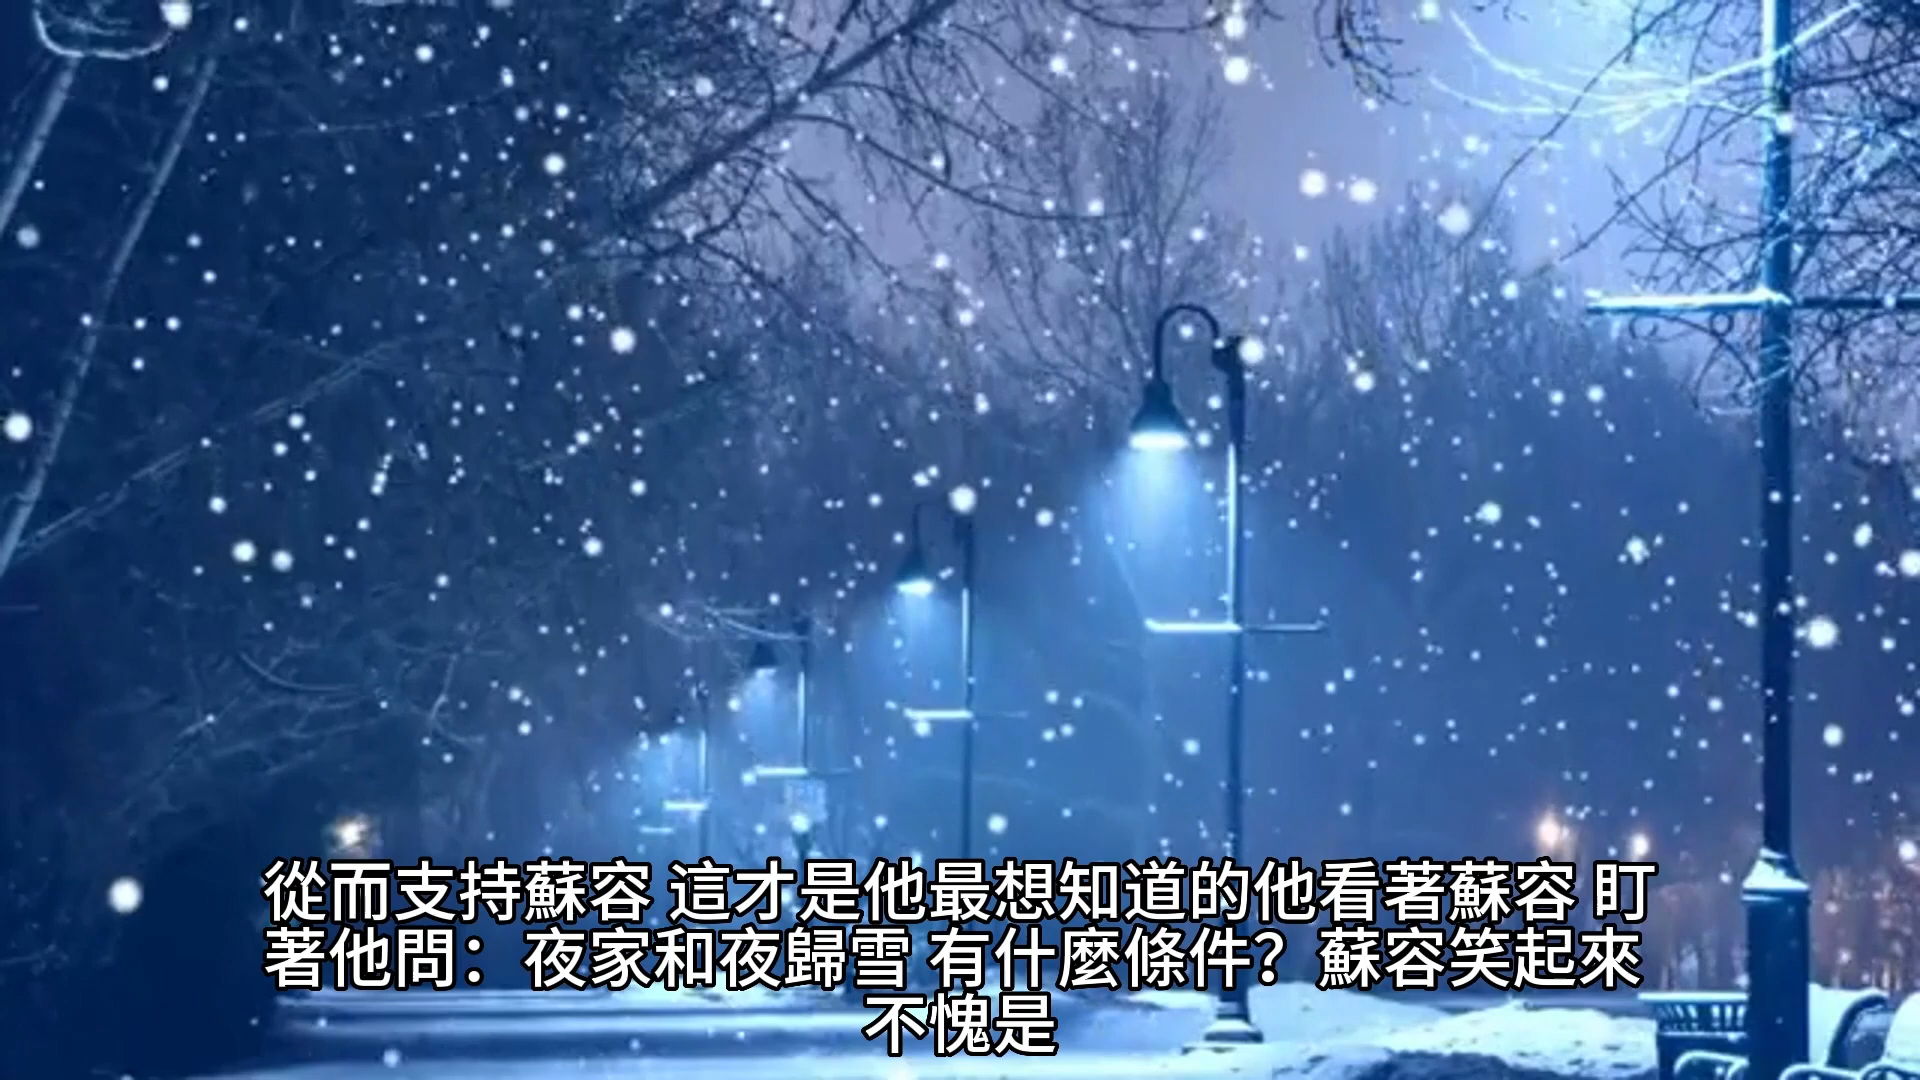 從而支持蘇容 這才是他最想知道的他看著蘇容 盯
著他問：夜家和夜歸雪 有什麼條件？蘇容笑起來
不愧是